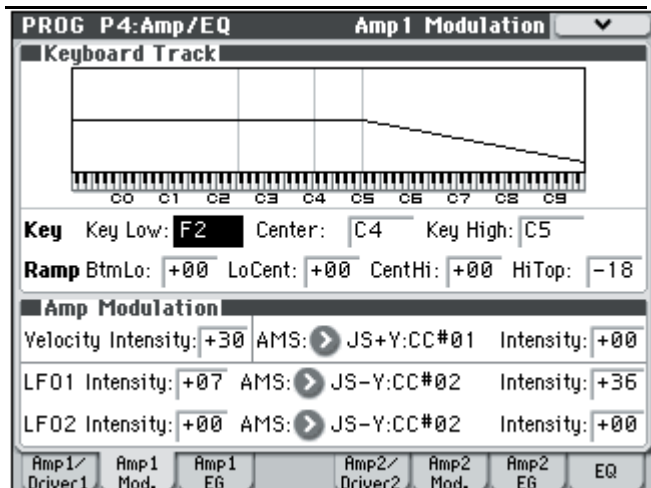 PROG P4:Amp/EQ Amp1 Modulation
Keyboard Track
C0 C1 C2 C3 C4 C5 C6 C7 C8 C9
Key Key Low: F2 Center: C4 Key High: C5
Ramp BtmLo: +00 LoCent: +00 CentHi: +00 HiTop: -18
Amp Modulation
Velocity Intensity: +30 AMS: JS+Y:CC#01 Intensity: +00
LFO1 Intensity: +07 AMS: JS-Y:CC#02 Intensity: +36
LFO2 Intensity: +00 AMS: JS-Y:CC#02 Intensity: +00
Amp1/ Amp1 Amp1 Amp2/ Amp2 Amp2 EQ
Driver1 Mod. EG Driver2 Mod. EG